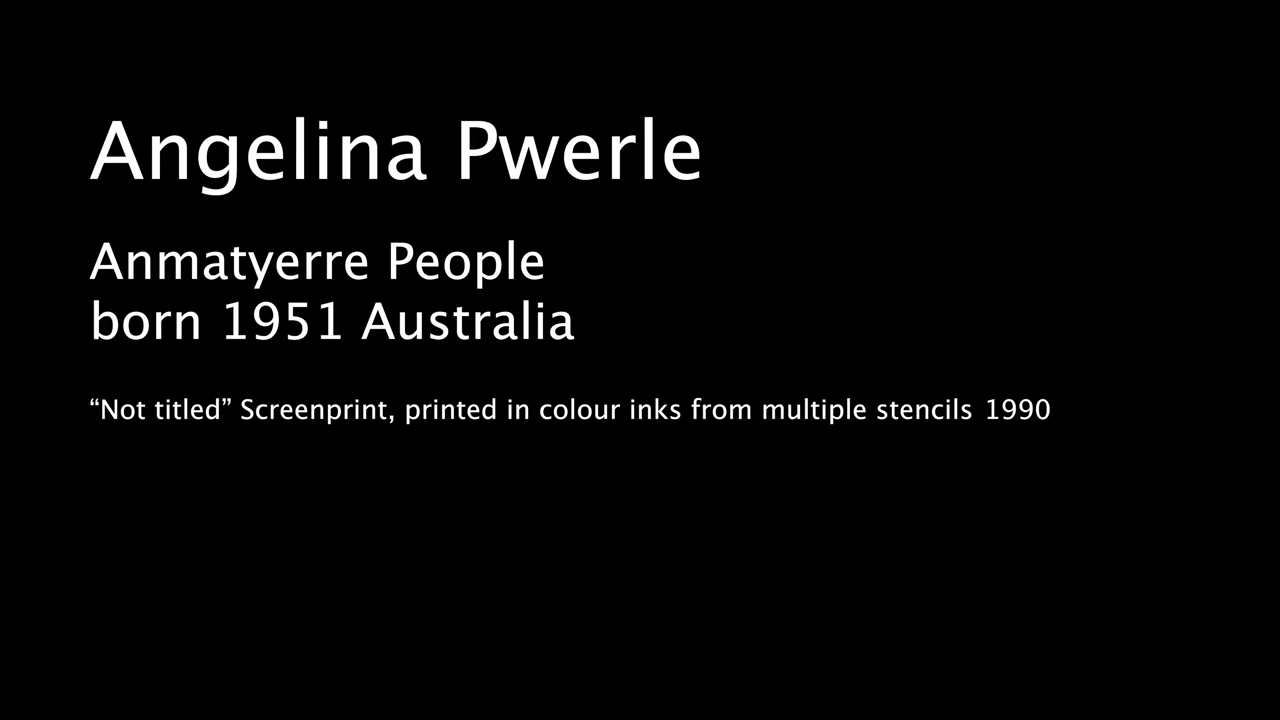 Angelina Pwerle
Anmatyerre People
born 1951 Australia
“Not titled” Screenprint, printed in colour inks from multiple stencils 1990